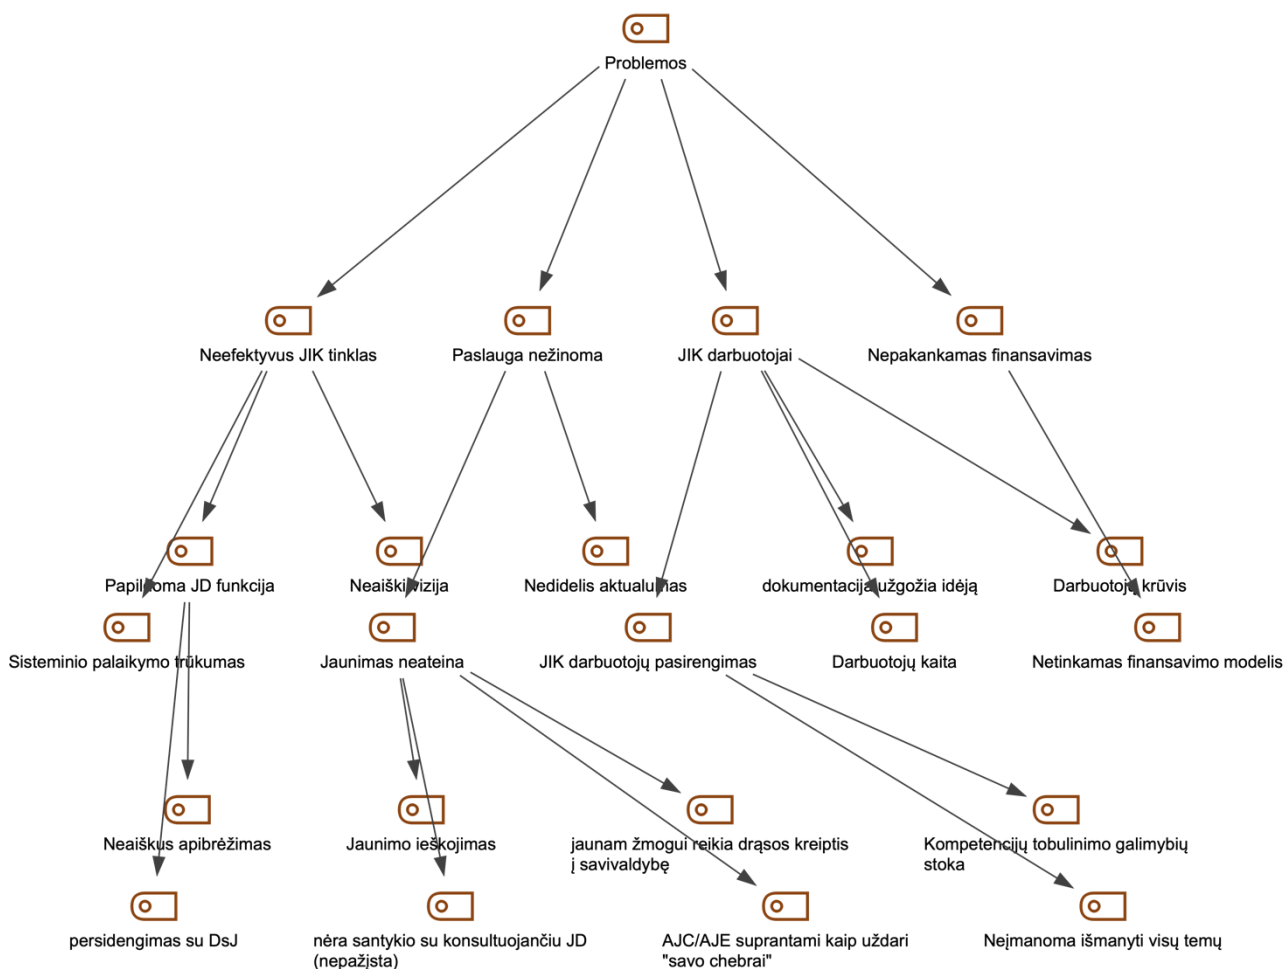 Problemos
Neefektyvus JIK tinklas
Paslauga nežinoma
JIK darbuotojai
Nepakankamas finansavimas
Papildoma JD funkcija
Neaiški vizija
Nedidelis aktualumas
dokumentacija užgožia idėją
Darbuotojų krūvis
Sisteminio palaikymo trūkumas
Jaunimas neateina
JIK darbuotojų pasirengimas
Darbuotojų kaita
Netinkamas finansavimo modelis
Neaiškus apibrėžimas
Jaunimo ieškojimas
jaunam žmogui reikia drąsos kreiptis
į savivaldybę
Kompetencijų tobulinimo galimybių
stoka
persidengimas su DsJ
nėra santykio su konsultuojančiu JD
(nepažįsta)
AJC/AJE suprantami kaip uždari
"savo chebrai"
Neįmanoma išmanyti visų temų